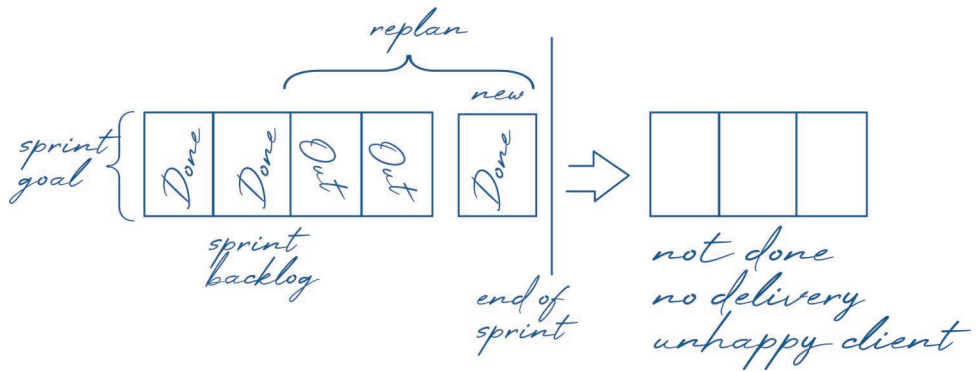 replan
new
sprint
goal
Done
Done
Out
Out
Done
sprint
backlog
end of
sprint
not done
no delivery
unhappy client